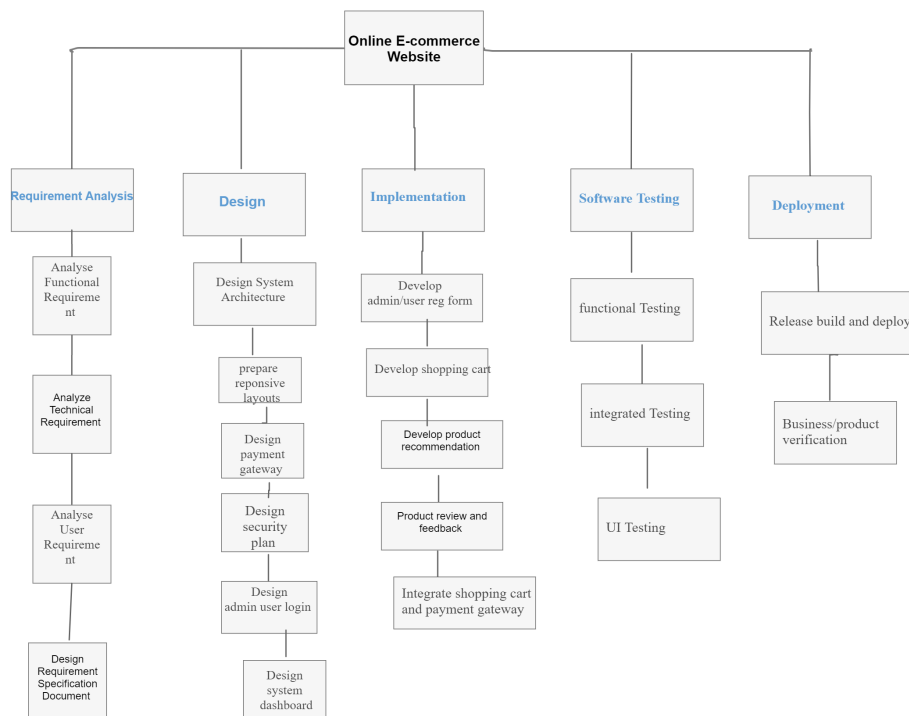 Online E-commerce
Website
Requirement Analysis
Design
Implementation
Software Testing
Deployment
Analyse
Functional
Requireme
nt
Analyze
Technical
Requirement
Analyse
User
Requireme
nt
Design
Requirement
Specification
Document
Design System
Architecture
prepare
reponsive
layouts
Design
payment
gateway
Design
security
plan
Design
admin user login
Design
system
dashboard
Develop
admin/user reg form
Develop shopping cart
Develop product
recommendation
Product review and
feedback
Integrate shopping cart
and payment gateway
functional Testing
integrated Testing
UI Testing
Release build and deploy
Business/product
verification